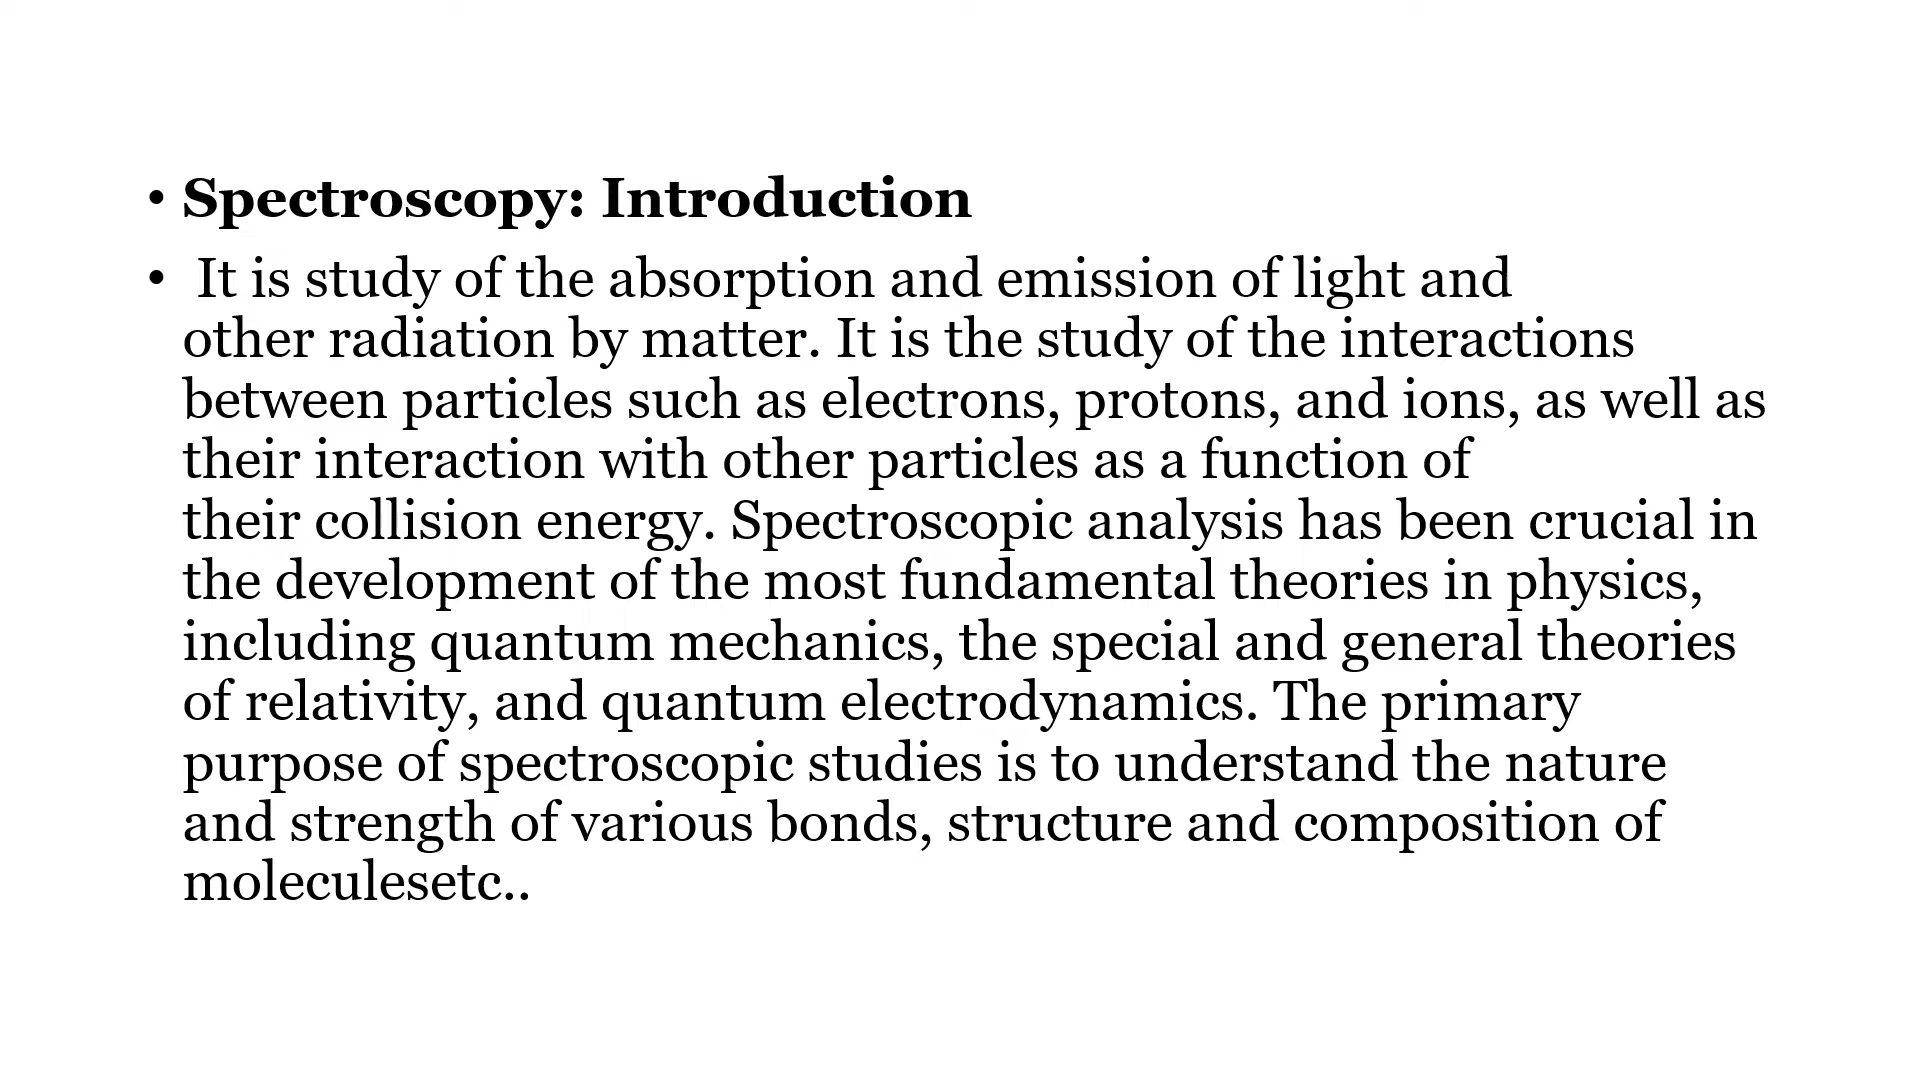 • Spectroscopy: Introduction
• It is study of the absorption and emission of light and
other radiation by matter. It is the study of the interactions
between particles such as electrons, protons, and ions, as well as
their interaction with other particles as a function of
their collision energy. Spectroscopic analysis has been crucial in
the development of the most fundamental theories in physics,
including quantum mechanics, the special and general theories
of relativity, and quantum electrodynamics. The primary
purpose of spectroscopic studies is to understand the nature
and strength of various bonds, structure and composition of
moleculesetc..